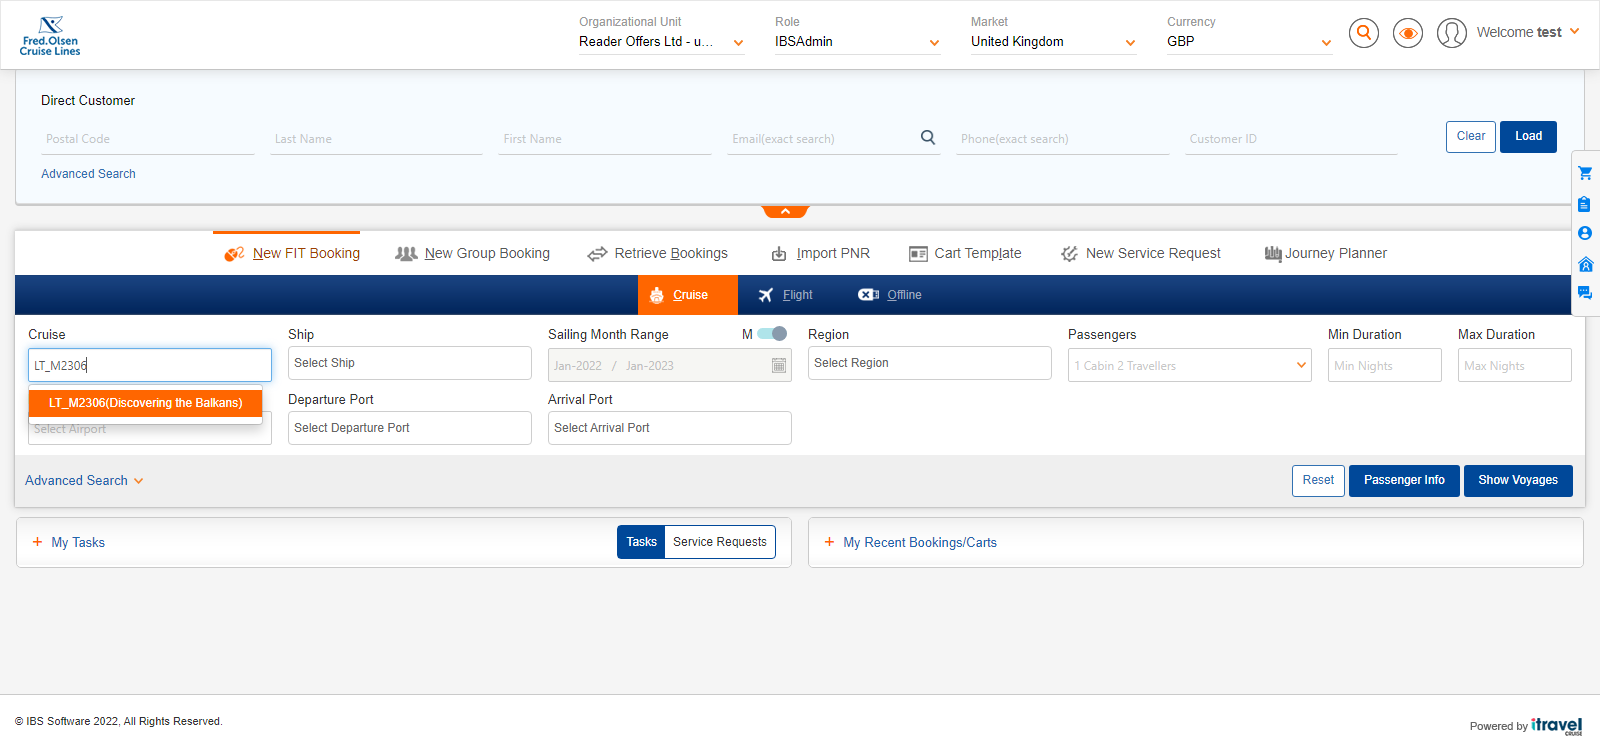 Fred.Olsen
Cruise Lines
Organizational Unit
Reader Offers Ltd - u...
Role
IBSAdmin
Market
United Kingdom
Currency
GBP
Welcome test
Direct Customer
Postal Code
Last Name
First Name
Email(exact search)
Phone(exact search)
Customer ID
Clear
Load
Advanced Search
New FIT Booking
New Group Booking
Retrieve Bookings
Import PNR
Cart Template
New Service Request
Journey Planner
Cruise
Flight
Offline
Cruise
Ship
Sailing Month Range
M
Region
Passengers
Min Duration
Max Duration
LT_M2306
Select Ship
Jan-2022 / Jan-2023
Select Region
1 Cabin 2 Travellers
Min Nights
Max Nights
LT_M2306(Discovering the Balkans)
Departure Port
Arrival Port
Select Airport
Select Departure Port
Select Arrival Port
Advanced Search
Reset
Passenger Info
Show Voyages
+ My Tasks
Tasks
Service Requests
+ My Recent Bookings/Carts
© IBS Software 2022, All Rights Reserved.
Powered by itravel
CRUISE